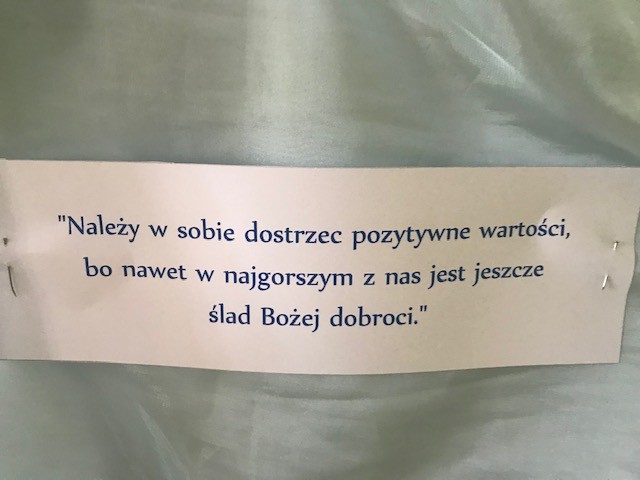 "Należy w sobie dostrzec pozytywne wartości,
bo nawet w najgorszym z nas jest jeszcze
ślad Bożej dobroci."